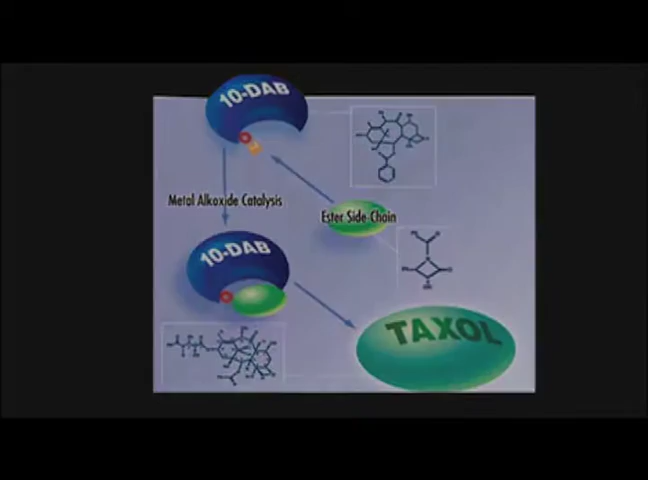 10-DAB
Metal Alkoxide Catalysis
Ester Side-Chain
10-DAB
TAXOL